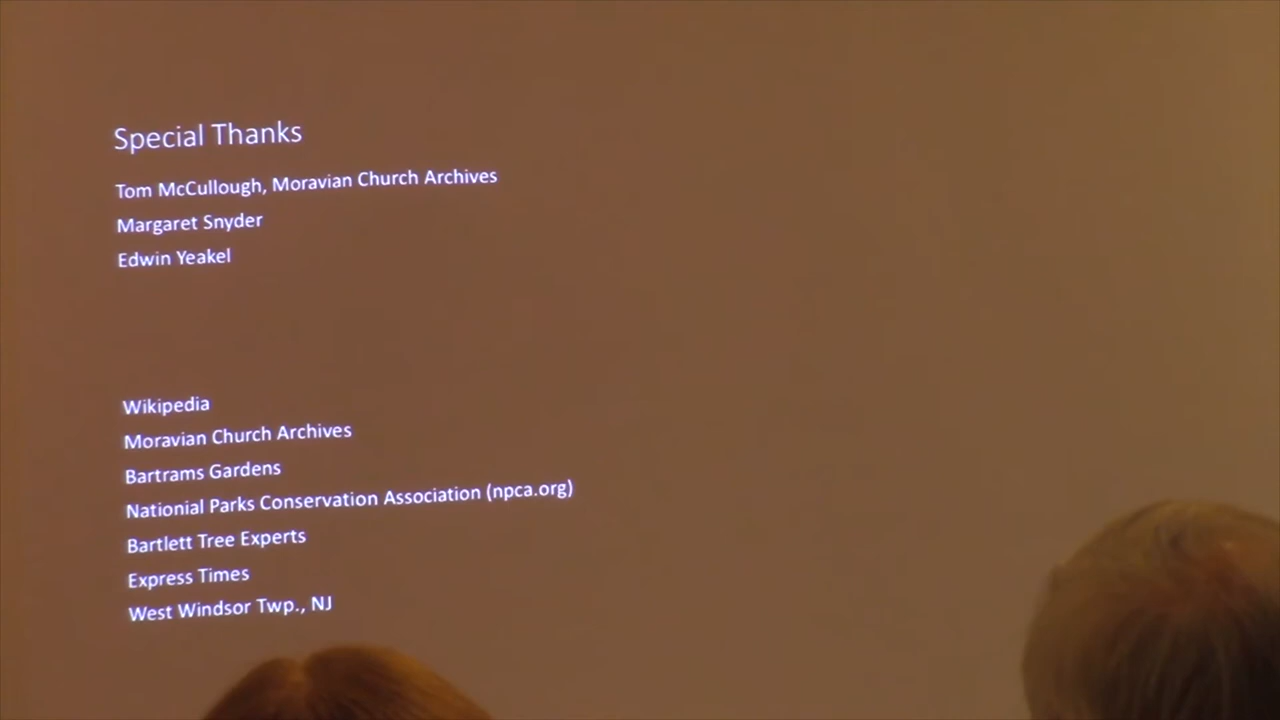 Special Thanks
Tom McCullough, Moravian Church Archives
Margaret Snyder
Edwin Yeakel
Wikipedia
Moravian Church Archives
Bartrams Gardens
Nationial Parks Conservation Association (npca.org)
Bartlett Tree Experts
Express Times
West Windsor Twp., NJ